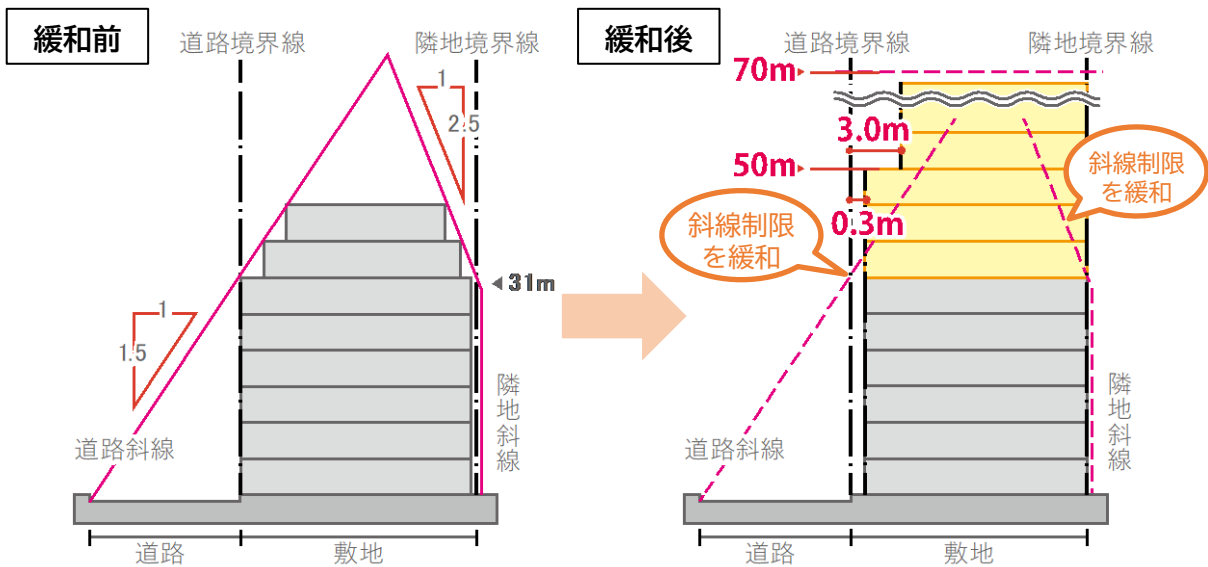 緩和前
道路境界線
隣地境界線
1
2.5
31m
1
1.5
道路斜線
隣地斜線
道路
敷地
緩和後
道路境界線
隣地境界線
70m
3.0m
50m
0.3m
斜線制限
を緩和
斜線制限
を緩和
道路斜線
隣地斜線
道路
敷地